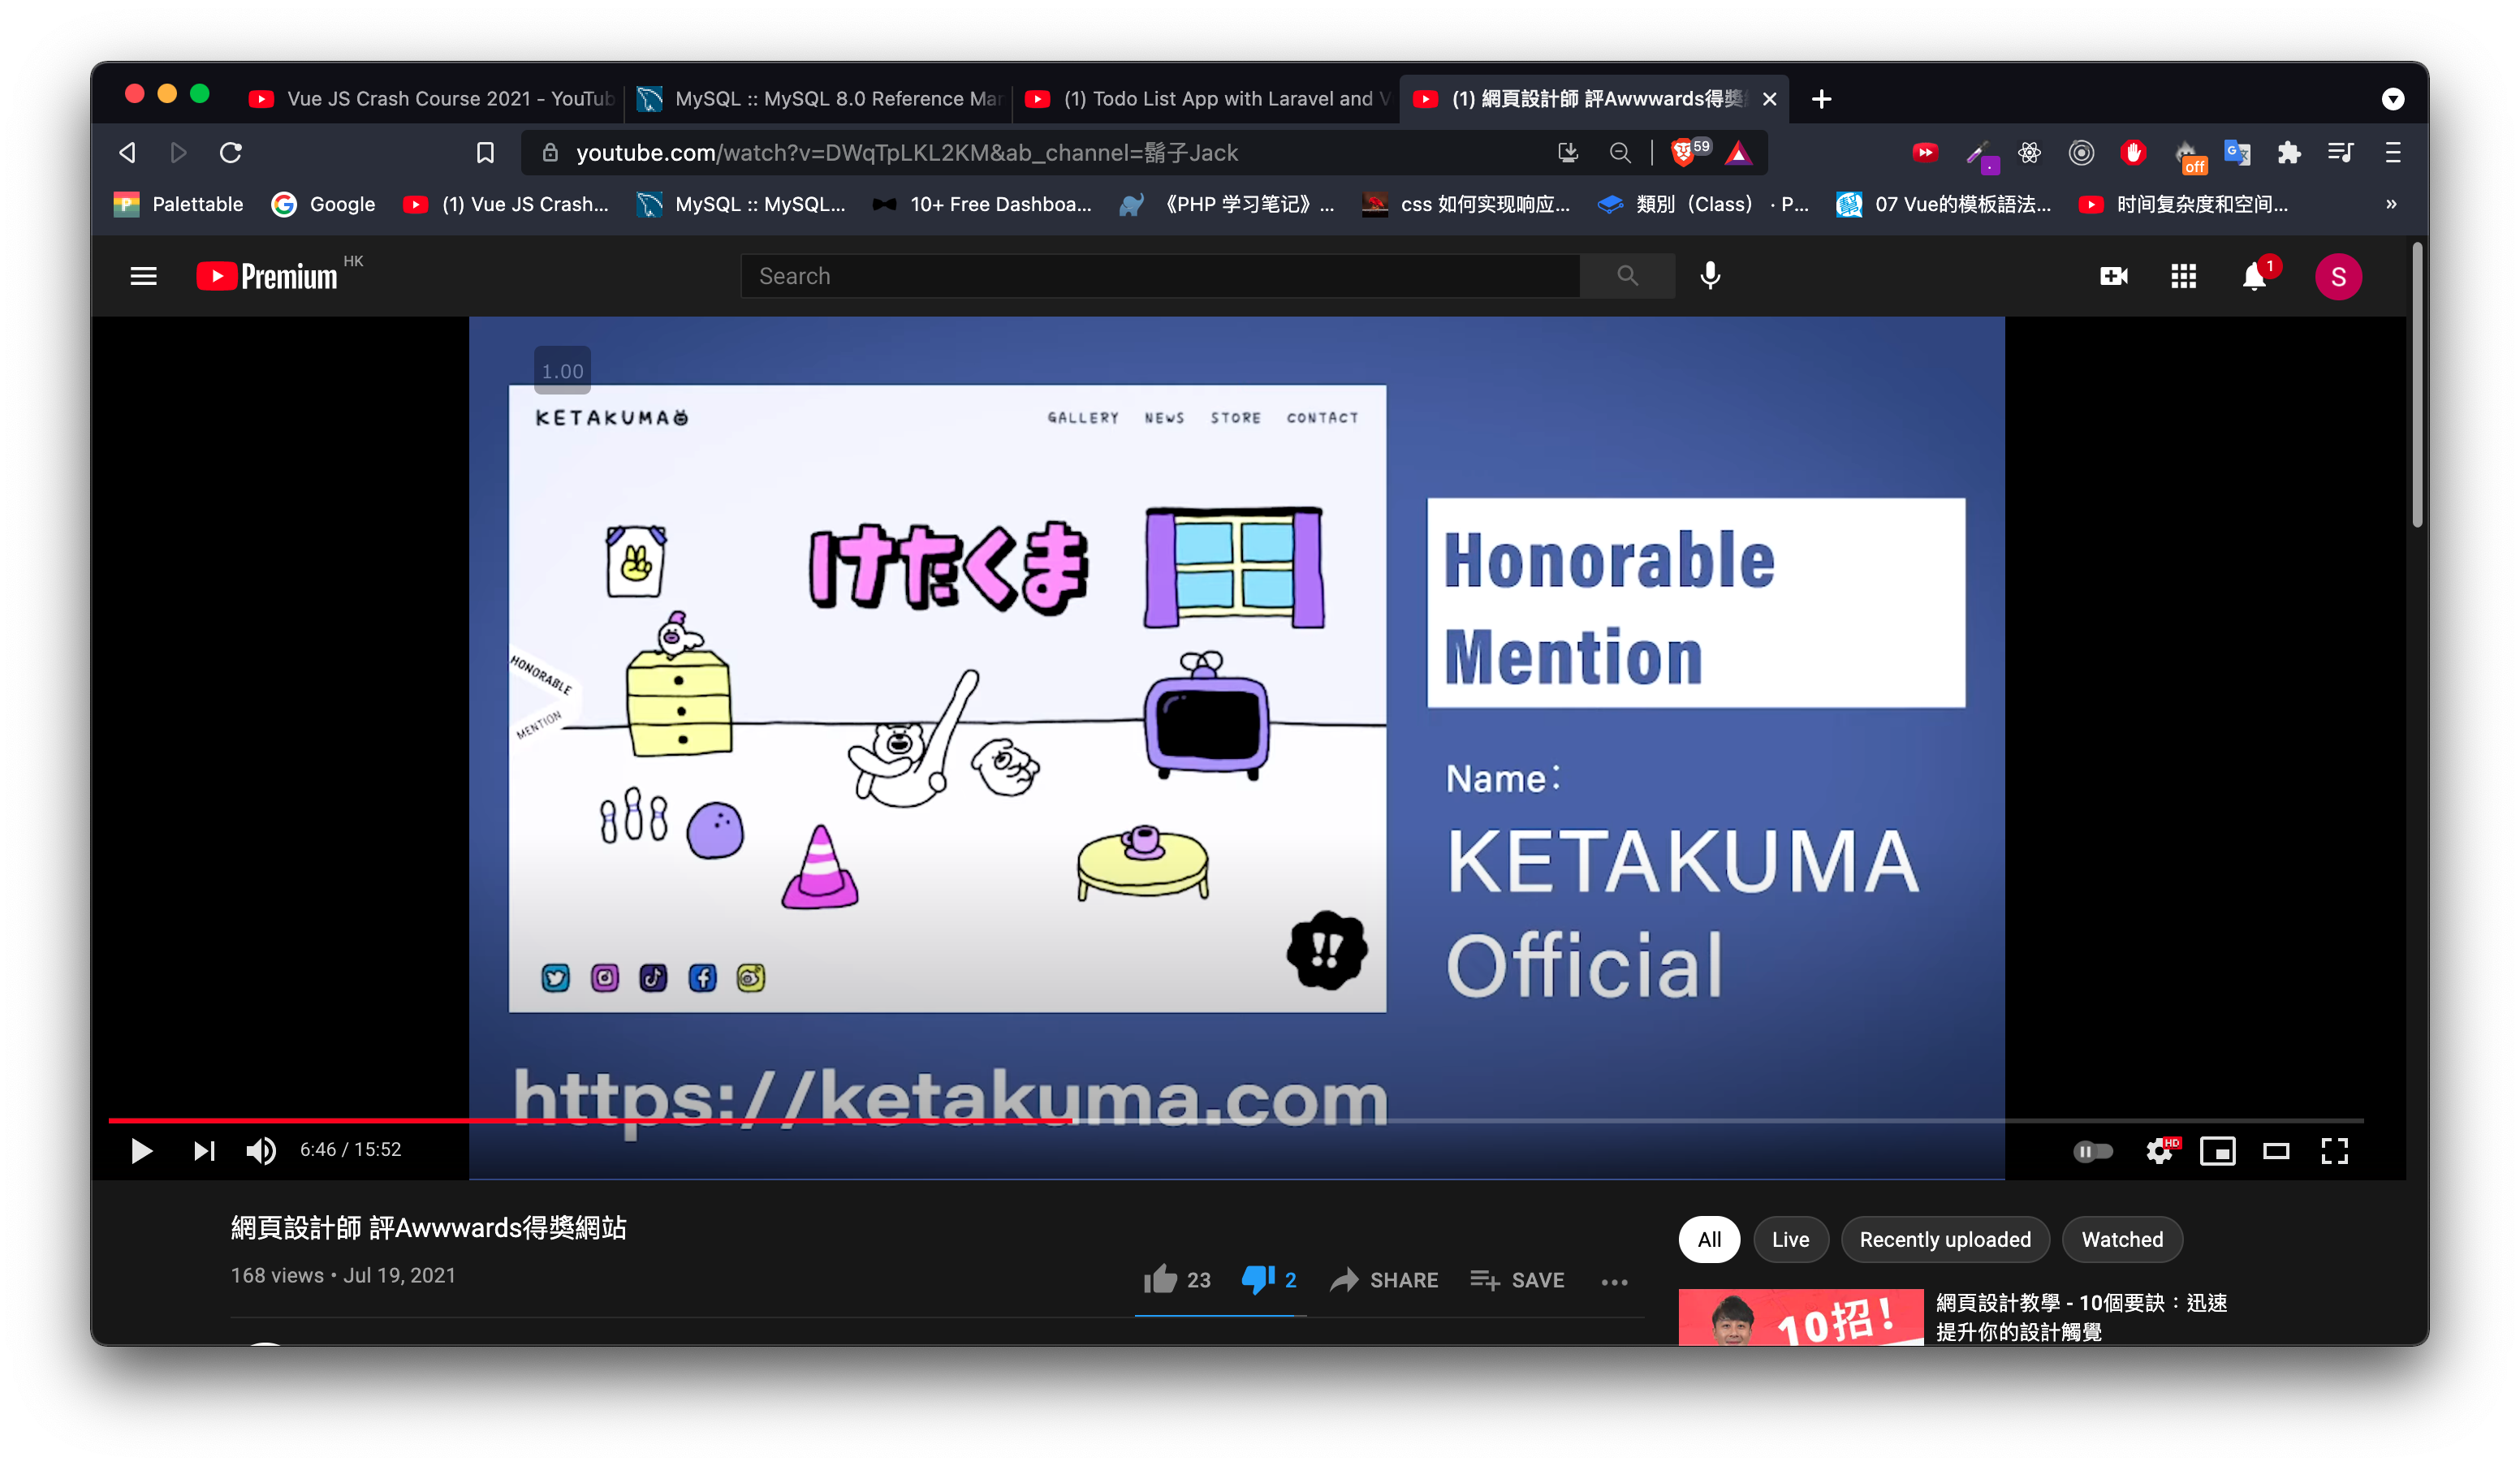 Vue JS Crash Course 2021 - YouTub
MySQL :: MySQL 8.0 Reference Man
(1) Todo List App with Laravel and V
(1) 網頁設計師 評Awwwards得獎
youtube.com/watch?v=DWqTpLKL2KM&ab_channel=鬍子Jack
59
off
Palettable
Google
(1) Vue JS Crash...
MySQL :: MySQL...
10+ Free Dashboa...
《PHP 学习笔记》...
css 如何实现响应...
類別（Class） · P...
07 Vue的模板語法...
时间复杂度和空间...
»
Premium HK
Search
1
S
1.00
KETAKUMA
GALLERY NEWS STORE CONTACT
けたくま
HONORABLE
MENTION
!!
Honorable
Mention
Name：
KETAKUMA
Official
https://ketakuma.com
6:46 / 15:52
HD
網頁設計師 評Awwwards得獎網站
168 views • Jul 19, 2021
23
2
SHARE
SAVE
All
Live
Recently uploaded
Watched
10招!
網頁設計教學 - 10個要訣：迅速
提升你的設計觸覺